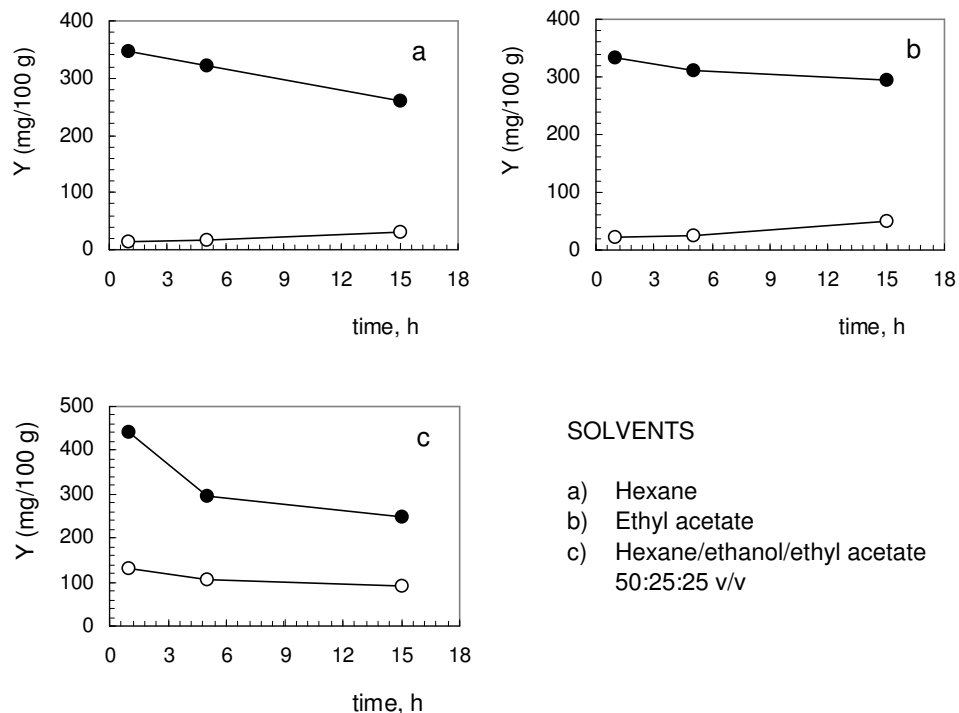 400
300
200
100
0
Y (mg/100 g)
a
0 3 6 9 12 15 18
time, h
400
300
200
100
0
Y (mg/100 g)
b
0 3 6 9 12 15 18
time, h
500
400
300
200
100
0
Y (mg/100 g)
c
0 3 6 9 12 15 18
time, h
SOLVENTS
a) Hexane
b) Ethyl acetate
c) Hexane/ethanol/ethyl acetate
50:25:25 v/v